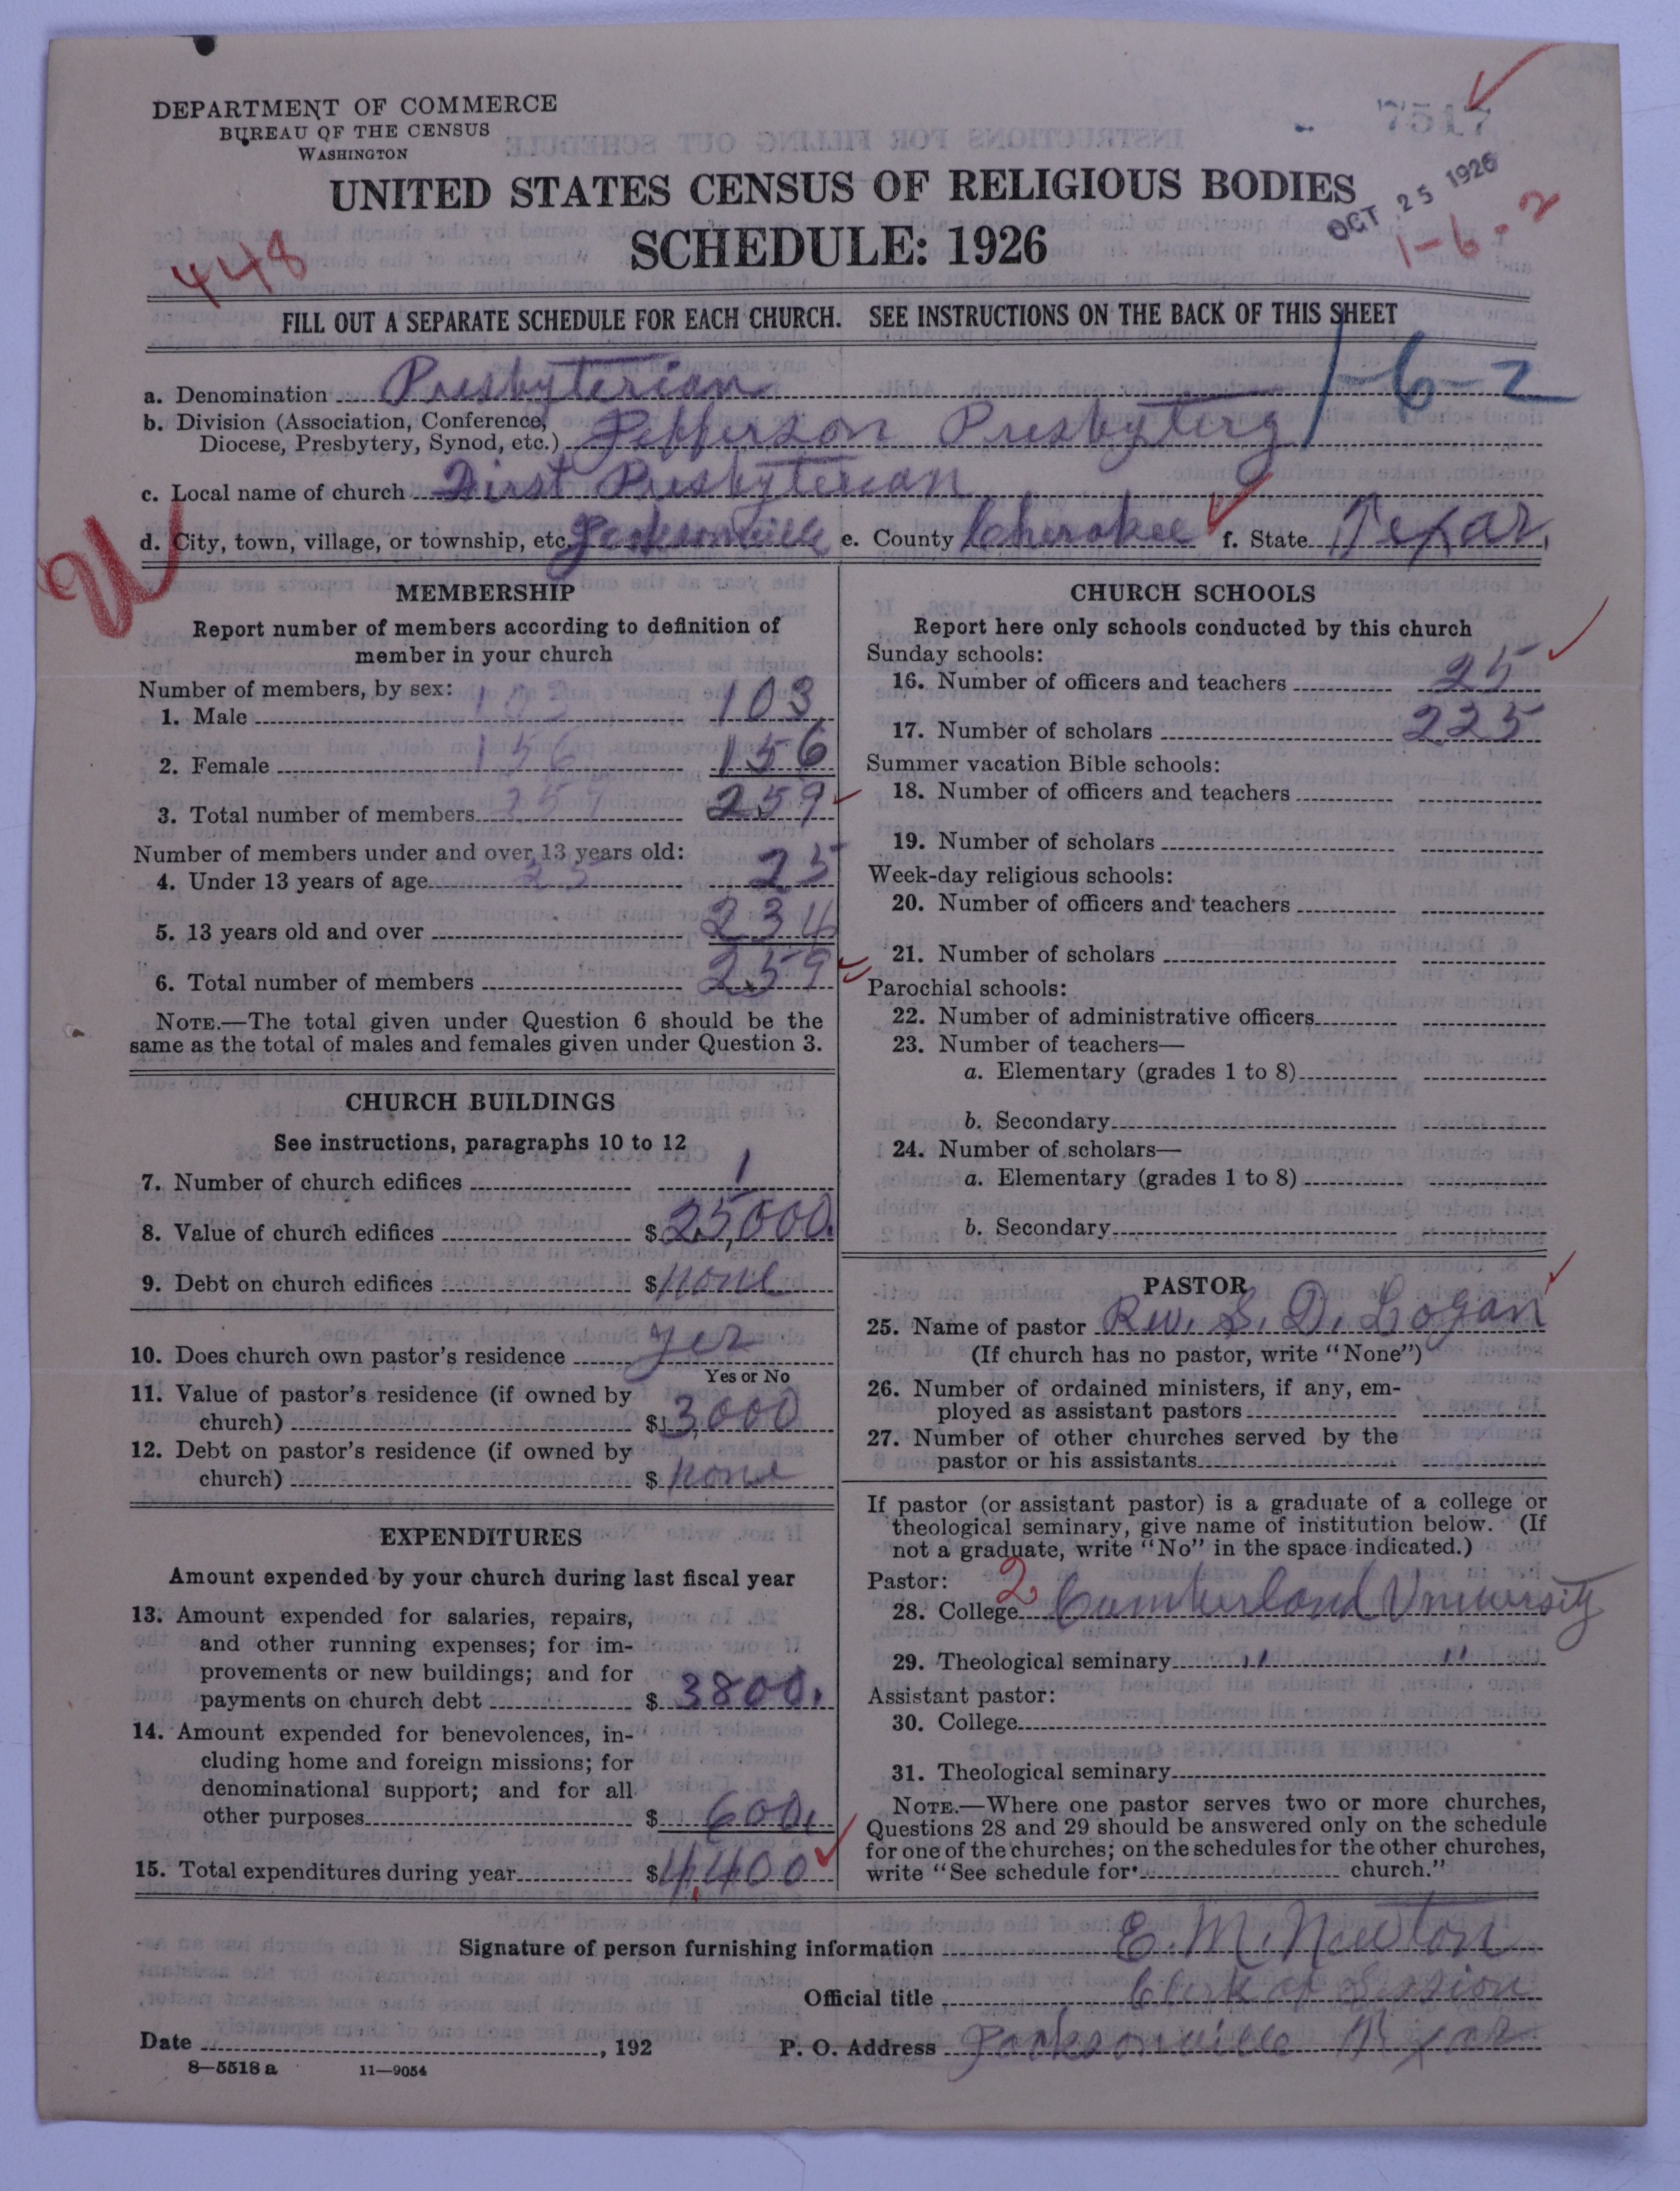 DEPARTMENT OF COMMERCE
BUREAU OF THE CENSUS
WASHINGTON
7517
UNITED STATES CENSUS OF RELIGIOUS BODIES
OCT 25 1926
SCHEDULE: 1926
1-6-2
448
FILL OUT A SEPARATE SCHEDULE FOR EACH CHURCH. SEE INSTRUCTIONS ON THE BACK OF THIS SHEET
1-6-2
a. Denomination Presbyterian
b. Division (Association, Conference,
Diocese, Presbytery, Synod, etc.) Jefferson Presbytery
c. Local name of church First Presbyterian
d. City, town, village, or township, etc. Jacksonville e. County Cherokee f. State Texas
MEMBERSHIP
Report number of members according to definition of
member in your church
Number of members, by sex:
1. Male 103 103
2. Female 156 156
3. Total number of members 259 259
Number of members under and over 13 years old:
4. Under 13 years of age 25 25
5. 13 years old and over 234
6. Total number of members 259
NOTE.—The total given under Question 6 should be the
same as the total of males and females given under Question 3.
CHURCH BUILDINGS
See instructions, paragraphs 10 to 12
7. Number of church edifices 1
8. Value of church edifices $25,000.
9. Debt on church edifices $none
10. Does church own pastor's residence yes
Yes or No
11. Value of pastor's residence (if owned by
church) $3,000
12. Debt on pastor's residence (if owned by
church) $none
EXPENDITURES
Amount expended by your church during last fiscal year
13. Amount expended for salaries, repairs,
and other running expenses; for im-
provements or new buildings; and for
payments on church debt $3800.
14. Amount expended for benevolences, in-
cluding home and foreign missions; for
denominational support; and for all
other purposes $600.
15. Total expenditures during year $4,400
CHURCH SCHOOLS
Report here only schools conducted by this church
Sunday schools:
16. Number of officers and teachers 25
17. Number of scholars 225
Summer vacation Bible schools:
18. Number of officers and teachers
19. Number of scholars
Week-day religious schools:
20. Number of officers and teachers
21. Number of scholars
Parochial schools:
22. Number of administrative officers
23. Number of teachers—
a. Elementary (grades 1 to 8)
b. Secondary
24. Number of scholars—
a. Elementary (grades 1 to 8)
b. Secondary
PASTOR
25. Name of pastor Rev. S. D. Logan
(If church has no pastor, write "None")
26. Number of ordained ministers, if any, em-
ployed as assistant pastors
27. Number of other churches served by the
pastor or his assistants
If pastor (or assistant pastor) is a graduate of a college or
theological seminary, give name of institution below. (If
not a graduate, write "No" in the space indicated.)
Pastor: 2
28. College Cumberland University
29. Theological seminary " "
Assistant pastor:
30. College
31. Theological seminary
NOTE.—Where one pastor serves two or more churches,
Questions 28 and 29 should be answered only on the schedule
for one of the churches; on the schedules for the other churches,
write "See schedule for church."
Signature of person furnishing information E. M. Newton
Official title Clerk of Session
Date , 192 P. O. Address Jacksonville Texas
8—5518 a 11—9054